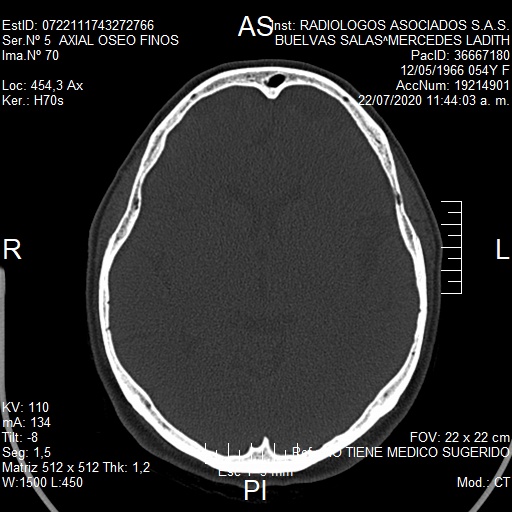 EstID: 0722111743272766
Ser.Nº 5 AXIAL OSEO FINOS
Ima.Nº 70
Loc: 454,3 Ax
Ker.: H70s
AS
Inst: RADIOLOGOS ASOCIADOS S.A.S.
BUELVAS SALAS^MERCEDES LADITH
PacID: 36667180
12/05/1966 054Y F
AccNum: 19214901
22/07/2020 11:44:03 a. m.
R
L
KV: 110
mA: 134
Tilt: -8
Seg: 1,5
Matriz 512 x 512 Thk: 1,2
W:1500 L:450
PI
FOV: 22 x 22 cm
NO TIENE MEDICO SUGERIDO
Mod.: CT